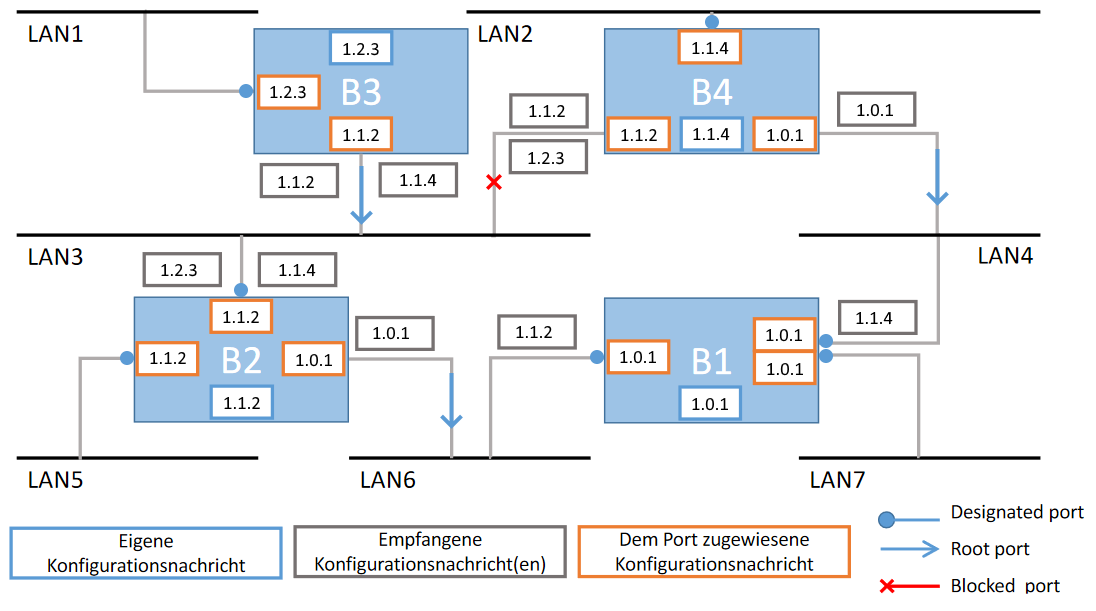 LAN1
LAN2
1.2.3
1.2.3
B3
1.1.2
1.1.2
1.1.4
1.1.4
B4
1.1.2
1.1.4
1.0.1
1.1.2
1.2.3
1.0.1
LAN3
LAN4
1.2.3
1.1.4
1.1.2
1.1.2
B2
1.0.1
1.1.2
1.0.1
1.1.2
1.0.1
B1
1.0.1
1.0.1
1.0.1
1.1.4
LAN5
LAN6
LAN7
Eigene
Konfigurationsnachricht
Empfangene
Konfigurationsnachricht(en)
Dem Port zugewiesene
Konfigurationsnachricht
Designated port
Root port
Blocked port